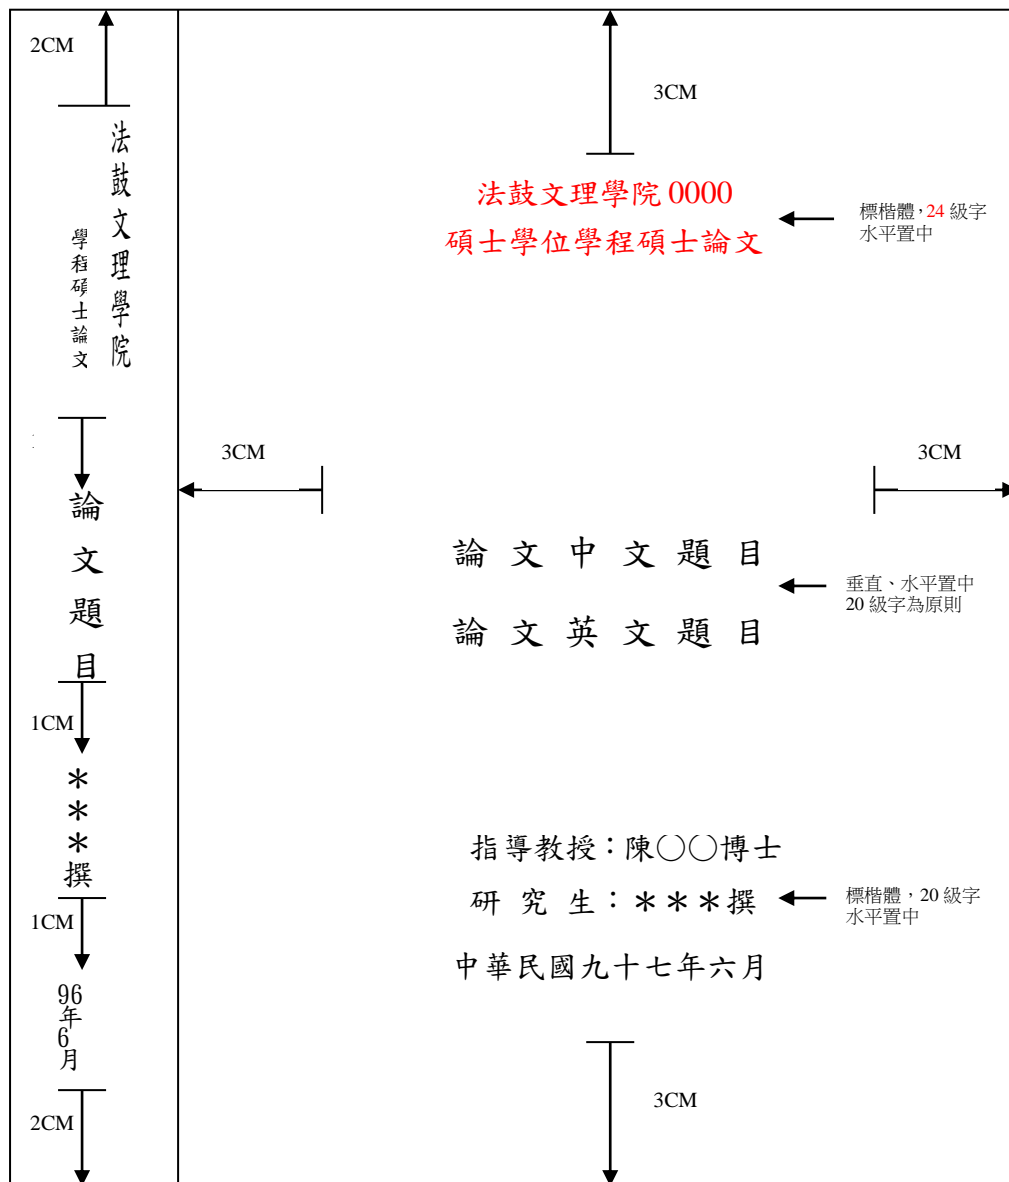 2CM
法鼓文理學院
學程碩士論文
論文題目
1CM
＊＊＊撰
1CM
96年6月
2CM
3CM
法鼓文理學院 0000
碩士學位學程碩士論文
標楷體，24 級字
水平置中
3CM
3CM
論文中文題目
論文英文題目
垂直、水平置中
20 級字為原則
指導教授：陳○○博士
研究生：＊＊＊撰
中華民國九十七年六月
標楷體，20 級字
水平置中
3CM